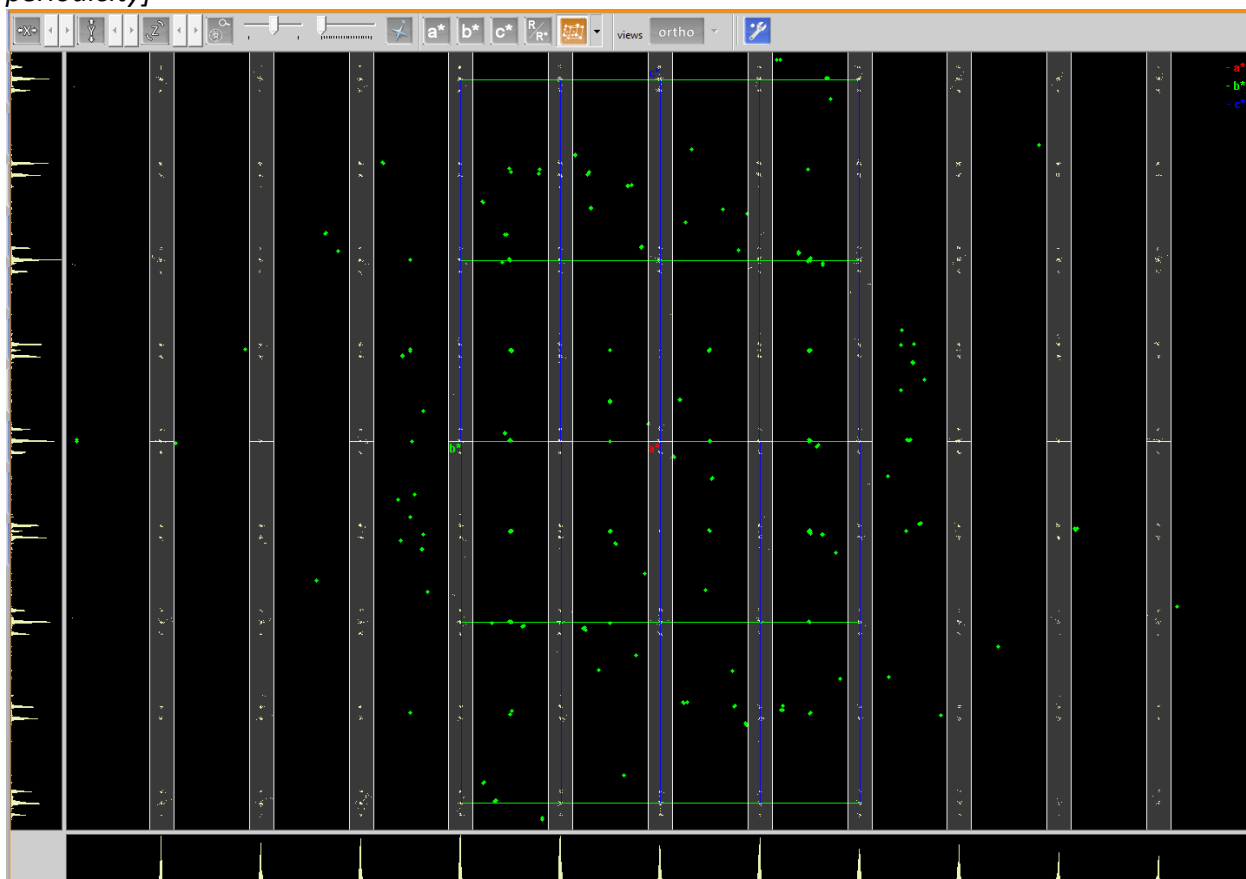 periodicity]
X Y Z a* b* c* R/R* views ortho
c* - a*
- b*
- c*
b* a*